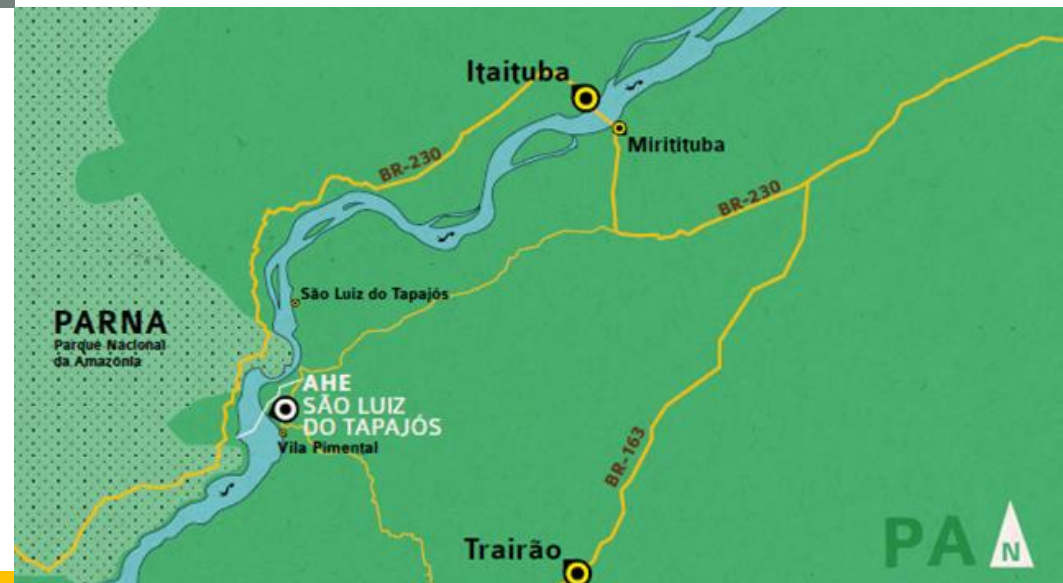 Itaituba
Miritituba
BR-230
BR-230
São Luiz do Tapajós
PARNA
Parque Nacional
da Amazônia
AHE
SÃO LUIZ
DO TAPAJÓS
Vila Pimental
BR-163
Trairão
PA
N